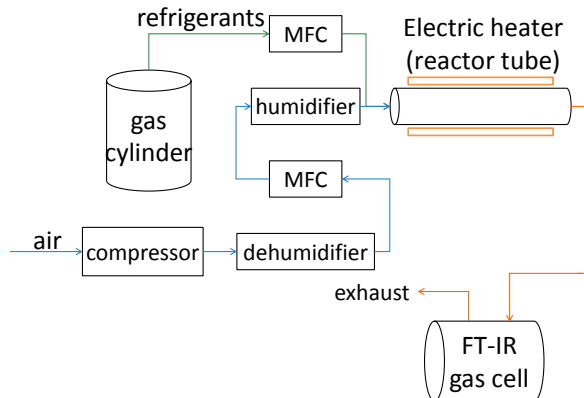 refrigerants
MFC
Electric heater
(reactor tube)
gas
cylinder
humidifier
MFC
air
compressor
dehumidifier
exhaust
FT-IR
gas cell